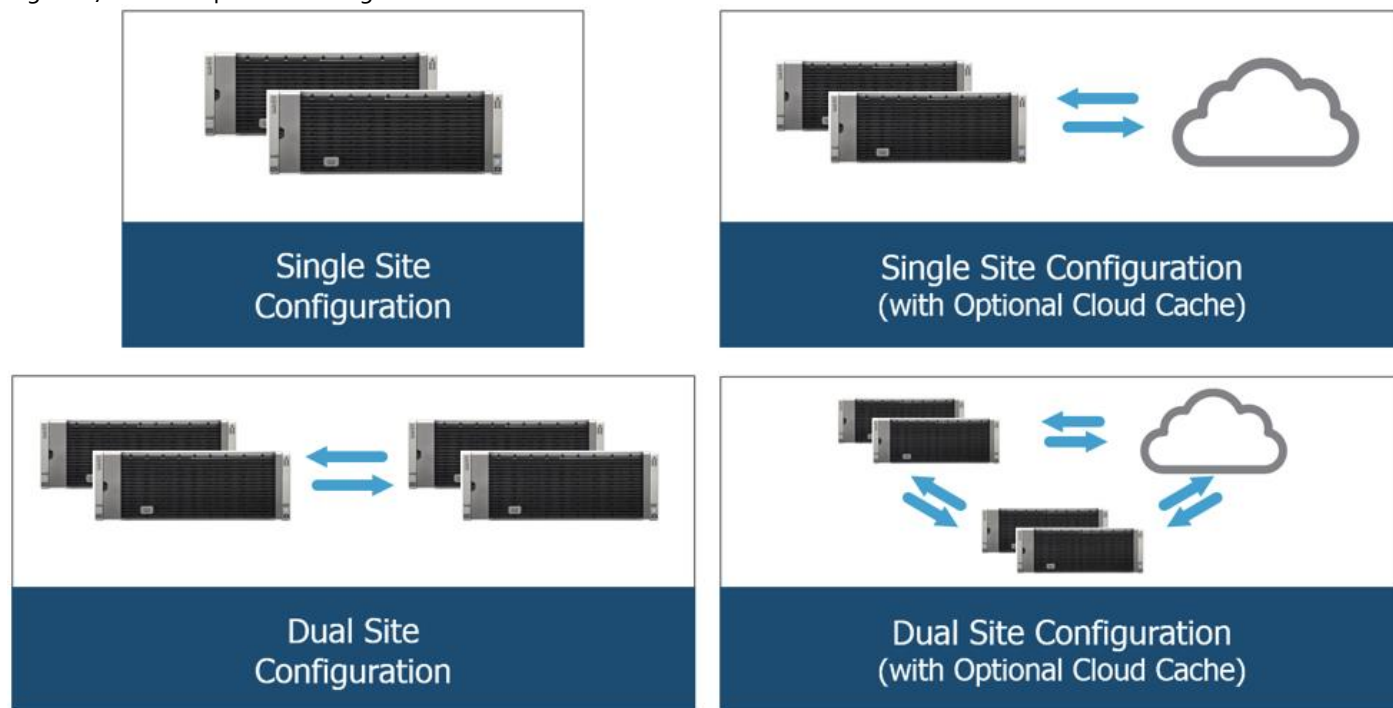 Single Site
Configuration
Single Site Configuration
(with Optional Cloud Cache)
Dual Site
Configuration
Dual Site Configuration
(with Optional Cloud Cache)